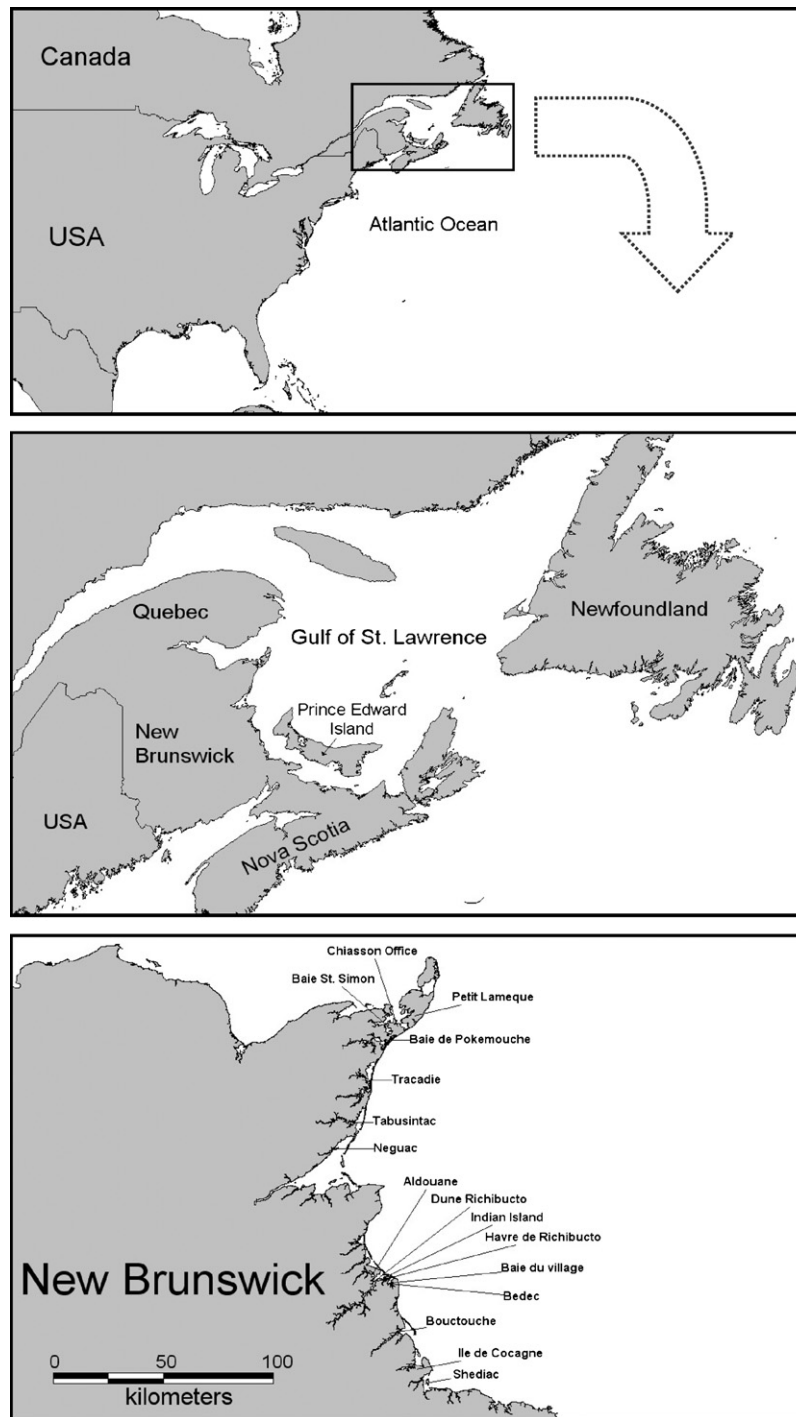 Canada
USA
Atlantic Ocean
Quebec
Newfoundland
Gulf of St. Lawrence
Prince Edward
Island
New
Brunswick
USA
Nova Scotia
Chiasson Office
Baie St. Simon
Petit Lameque
Baie de Pokemouche
Tracadie
Tabusintac
Neguac
Aldouane
Dune Richibucto
Indian Island
Havre de Richibucto
New Brunswick
Baie du village
Bedec
Bouctouche
Ile de Cocagne
Shediac
0 50 100
kilometers